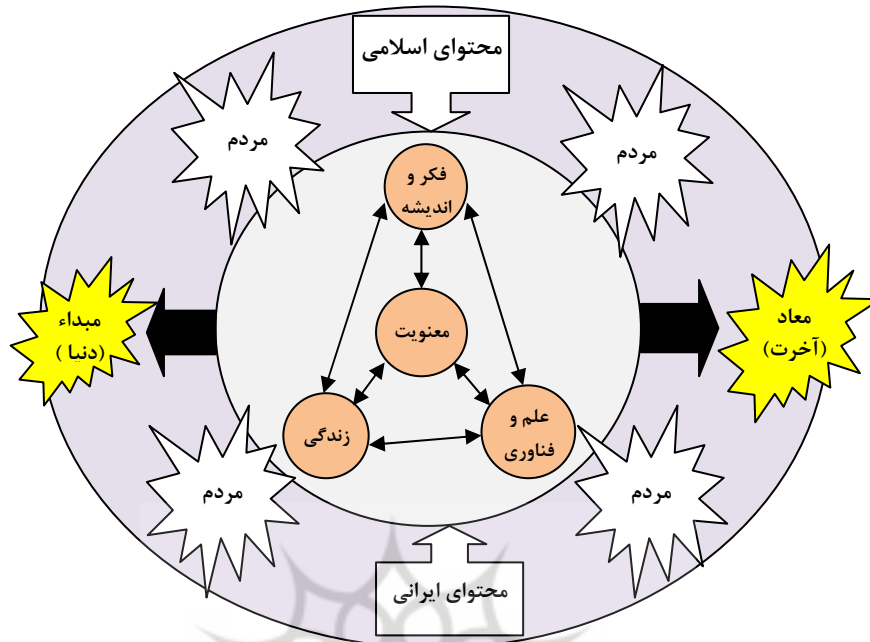 محتوای اسلامی
مردم
مردم
فکر و
اندیشه
معاد
(آخرت)
معنویت
مبداء
(دنیا )
علم و
فناوری
زندگی
مردم
مردم
محتوای ایرانی